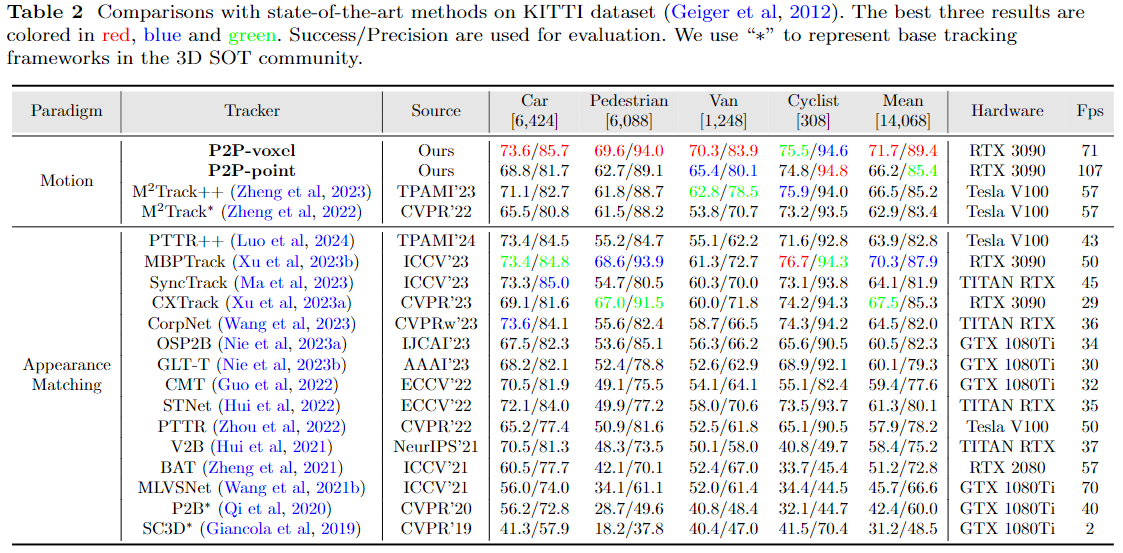 Table 2 Comparisons with state-of-the-art methods on KITTI dataset (Geiger et al, 2012). The best three results are
colored in red, blue and green. Success/Precision are used for evaluation. We use “∗” to represent base tracking
frameworks in the 3D SOT community.
Paradigm Tracker Source Car [6,424] Pedestrian [6,088] Van [1,248] Cyclist [308] Mean [14,068] Hardware Fps
Motion
P2P-voxel Ours 73.6/85.7 69.6/94.0 70.3/83.9 75.5/94.6 71.7/89.4 RTX 3090 71
P2P-point Ours 68.8/81.7 62.7/89.1 65.4/80.1 74.8/94.8 66.2/85.4 RTX 3090 107
M²Track++ (Zheng et al, 2023) TPAMI’23 71.1/82.7 61.8/88.7 62.8/78.5 75.9/94.0 66.5/85.2 Tesla V100 57
M²Track∗ (Zheng et al, 2022) CVPR’22 65.5/80.8 61.5/88.2 53.8/70.7 73.2/93.5 62.9/83.4 Tesla V100 57
Appearance Matching
PTTR++ (Luo et al, 2024) TPAMI’24 73.4/84.5 55.2/84.7 55.1/62.2 71.6/92.8 63.9/82.8 Tesla V100 43
MBPTrack (Xu et al, 2023b) ICCV’23 73.4/84.8 68.6/93.9 61.3/72.7 76.7/94.3 70.3/87.9 RTX 3090 50
SyncTrack (Ma et al, 2023) ICCV’23 73.3/85.0 54.7/80.5 60.3/70.0 73.1/93.8 64.1/81.9 TITAN RTX 45
CXTrack (Xu et al, 2023a) CVPR’23 69.1/81.6 67.0/91.5 60.0/71.8 74.2/94.3 67.5/85.3 RTX 3090 29
CorpNet (Wang et al, 2023) CVPRw’23 73.6/84.1 55.6/82.4 58.7/66.5 74.3/94.2 64.5/82.0 TITAN RTX 36
OSP2B (Nie et al, 2023a) IJCAI’23 67.5/82.3 53.6/85.1 56.3/66.2 65.6/90.5 60.5/82.3 GTX 1080Ti 34
GLT-T (Nie et al, 2023b) AAAI’23 68.2/82.1 52.4/78.8 52.6/62.9 68.9/92.1 60.1/79.3 GTX 1080Ti 30
CMT (Guo et al, 2022) ECCV’22 70.5/81.9 49.1/75.5 54.1/64.1 55.1/82.4 59.4/77.6 GTX 1080Ti 32
STNet (Hui et al, 2022) ECCV’22 72.1/84.0 49.9/77.2 58.0/70.6 73.5/93.7 61.3/80.1 TITAN RTX 35
PTTR (Zhou et al, 2022) CVPR’22 65.2/77.4 50.9/81.6 52.5/61.8 65.1/90.5 57.9/78.2 Tesla V100 50
V2B (Hui et al, 2021) NeurIPS’21 70.5/81.3 48.3/73.5 50.1/58.0 40.8/49.7 58.4/75.2 TITAN RTX 37
BAT (Zheng et al, 2021) ICCV’21 60.5/77.7 42.1/70.1 52.4/67.0 33.7/45.4 51.2/72.8 RTX 2080 57
MLVSNet (Wang et al, 2021b) ICCV’21 56.0/74.0 34.1/61.1 52.0/61.4 34.4/44.5 45.7/66.6 GTX 1080Ti 70
P2B∗ (Qi et al, 2020) CVPR’20 56.2/72.8 28.7/49.6 40.8/48.4 32.1/44.7 42.4/60.0 GTX 1080Ti 40
SC3D∗ (Giancola et al, 2019) CVPR’19 41.3/57.9 18.2/37.8 40.4/47.0 41.5/70.4 31.2/48.5 GTX 1080Ti 2